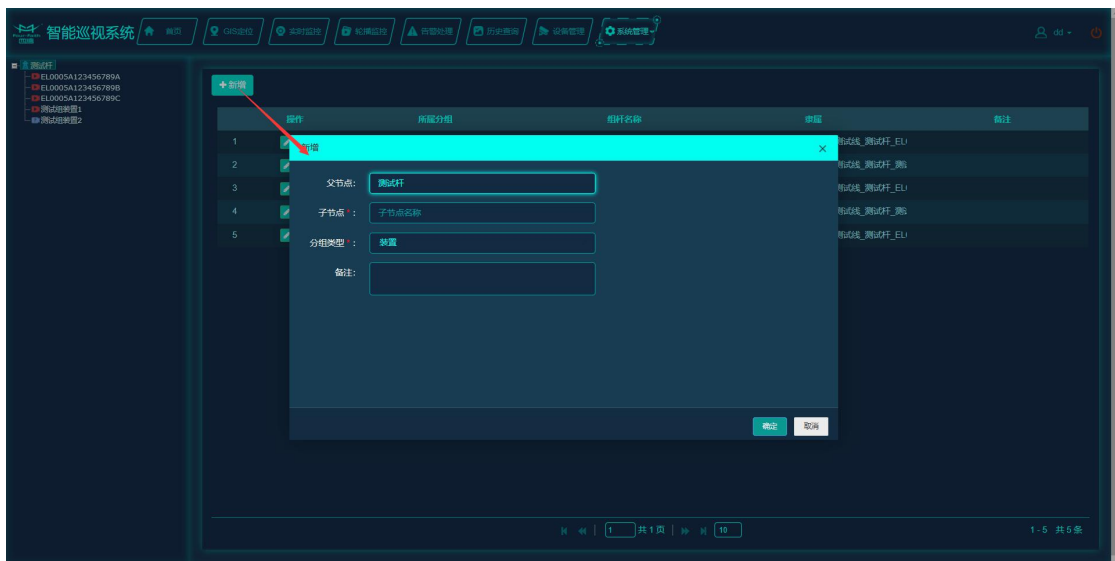 智能巡视系统
首页
GIS定位
实时监控
轮播监控
告警处理
历史查询
设备管理
系统管理
dd
测试杆
EL0005A123456789A
EL0005A123456789B
EL0005A123456789C
测试组装置1
测试组装置2
+新增
操作 所属分组 组杆名称 隶属 备注
1 测试线_测试杆_EL(
2 测试线_测试杆_测
3 测试线_测试杆_EL(
4 测试线_测试杆_测
5 测试线_测试杆_EL(
新增 ×
父节点: 测试杆
子节点*: 子节点名称
分组类型*: 装置
备注:
确定 取消
1 共1页 10
1-5 共5条